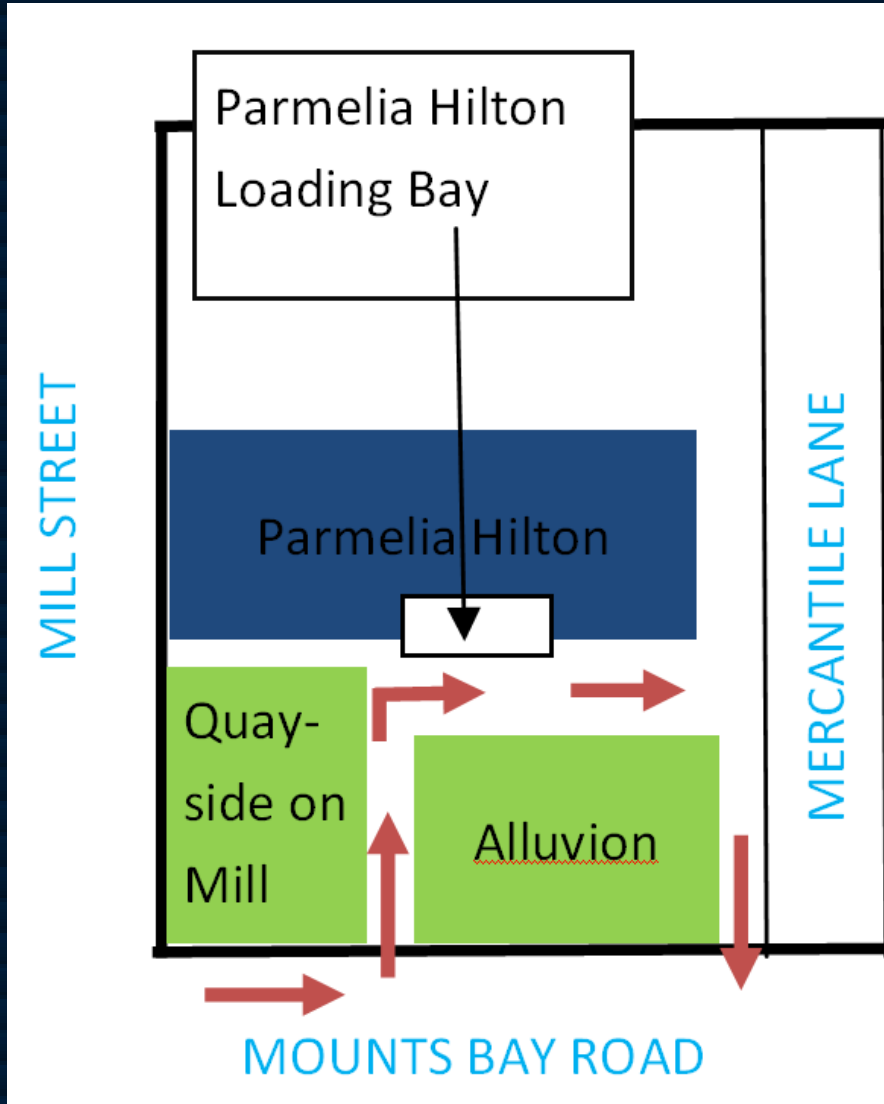 Parmelia Hilton
Loading Bay
MILL STREET
Parmelia Hilton
MERCANTILE LANE
Quay-
side on
Mill
Alluvion
MOUNTS BAY ROAD